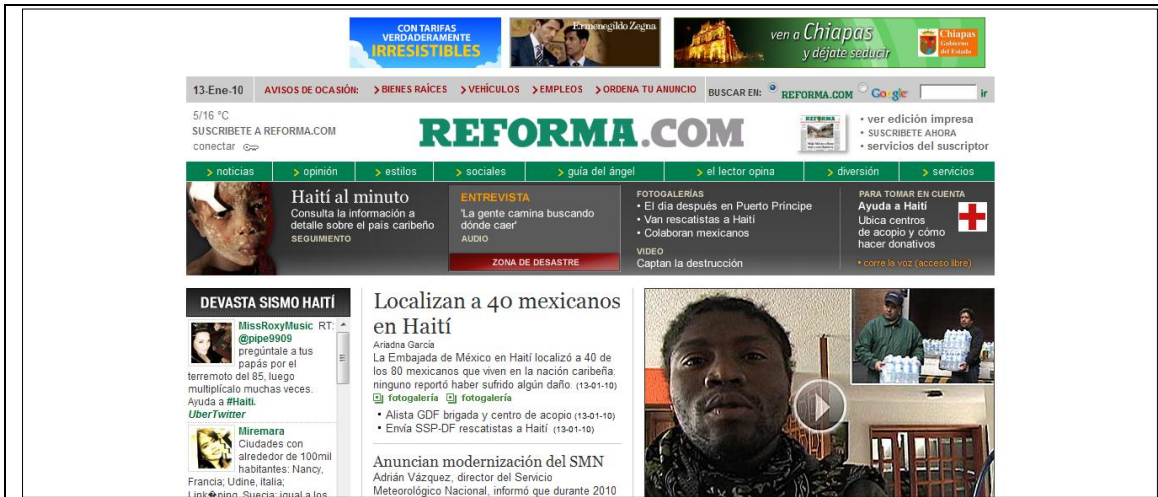 CON TARIFAS
VERDADERAMENTE
IRRESISTIBLES
Ermenegildo Zegna
ven a Chiapas
y déjate seducir
Chiapas
Gobierno
del Estado
13-Ene-10 AVISOS DE OCASIÓN: > BIENES RAÍCES > VEHÍCULOS > EMPLEOS > ORDENA TU ANUNCIO BUSCAR EN: REFORMA.COM Google ir
5/16 °C
SUSCRIBETE A REFORMA.COM
conectar
REFORMA.COM
REFORMA
• ver edición impresa
• SUSCRIBETE AHORA
• servicios del suscriptor
> noticias > opinión > estilos > sociales > guía del ángel > el lector opina > diversión > servicios
Haití al minuto
Consulta la información a
detalle sobre el país caribeño
SEGUIMIENTO
ENTREVISTA
'La gente camina buscando
dónde caer'
AUDIO
ZONA DE DESASTRE
FOTOGALERÍAS
• El día después en Puerto Príncipe
• Van rescatistas a Haití
• Colaboran mexicanos
VIDEO
Captan la destrucción
PARA TOMAR EN CUENTA
Ayuda a Haití
Ubica centros
de acopio y cómo
hacer donativos
• corre la voz (acceso libre)
DEVASTA SISMO HAITÍ
MissRoxyMusic RT:
@pipe9909
pregúntale a tus
papás por el
terremoto del 85, luego
multiplícalo muchas veces.
Ayuda a #Haiti.
UberTwitter
Miremara
Ciudades con
alrededor de 100mil
habitantes: Nancy,
Francia; Udine, italia;
Link�ping, Suecia; igual a los
Localizan a 40 mexicanos
en Haití
Ariadna García
La Embajada de México en Haití localizó a 40 de
los 80 mexicanos que viven en la nación caribeña;
ninguno reportó haber sufrido algún daño. (13-01-10)
fotogalería fotogalería
• Alista GDF brigada y centro de acopio (13-01-10)
• Envía SSP-DF rescatistas a Haití (13-01-10)
Anuncian modernización del SMN
Adrián Vázquez, director del Servicio
Meteorológico Nacional, informó que durante 2010